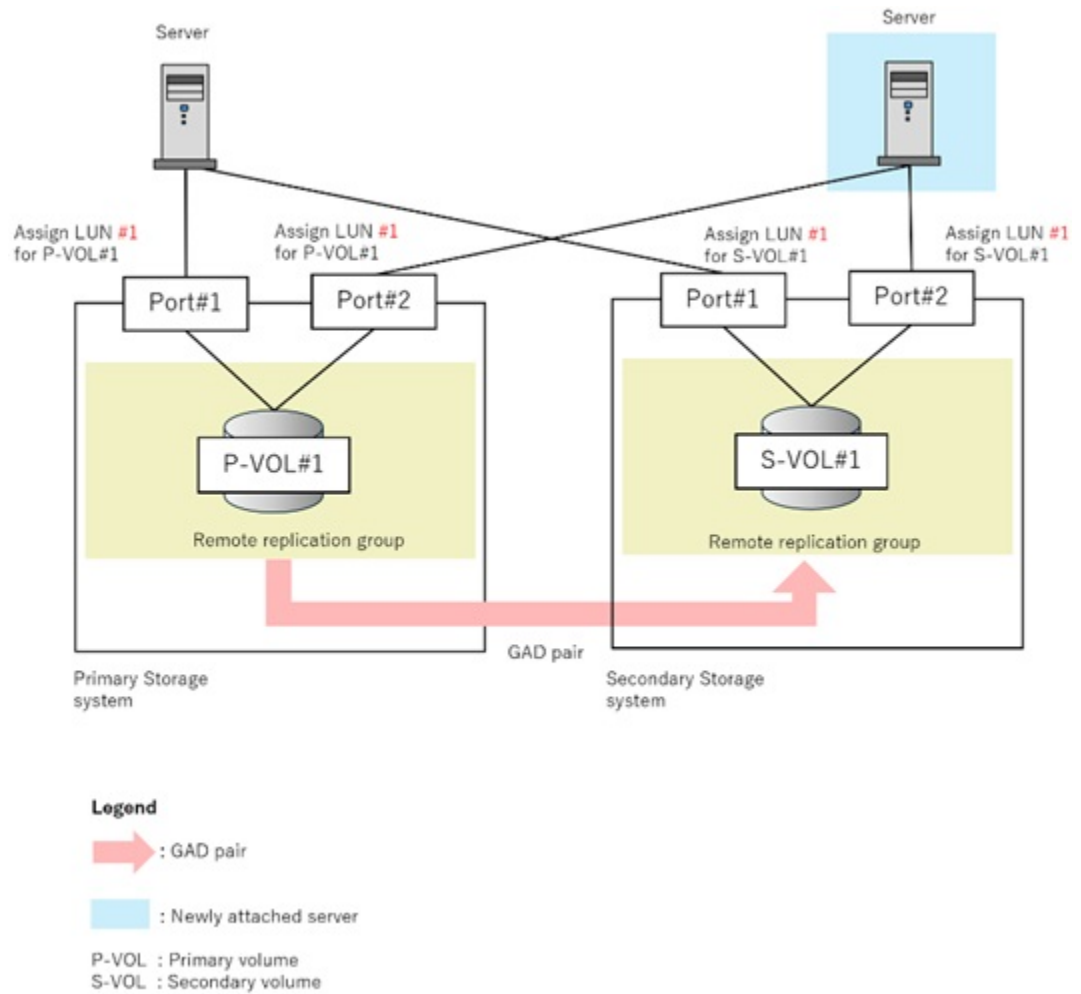 Server
Server
Assign LUN #1
for P-VOL#1
Assign LUN #1
for P-VOL#1
Assign LUN #1
for S-VOL#1
Assign LUN #1
for S-VOL#1
Port#1
Port#2
Port#1
Port#2
P-VOL#1
S-VOL#1
Remote replication group
Remote replication group
GAD pair
Primary Storage
system
Secondary Storage
system
Legend
: GAD pair
: Newly attached server
P-VOL : Primary volume
S-VOL : Secondary volume